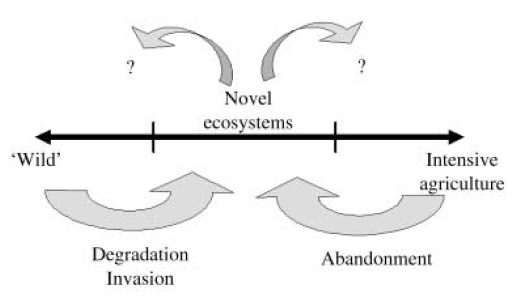 ?
?
Novel
ecosystems
‘Wild’
Intensive
agriculture
Degradation
Invasion
Abandonment